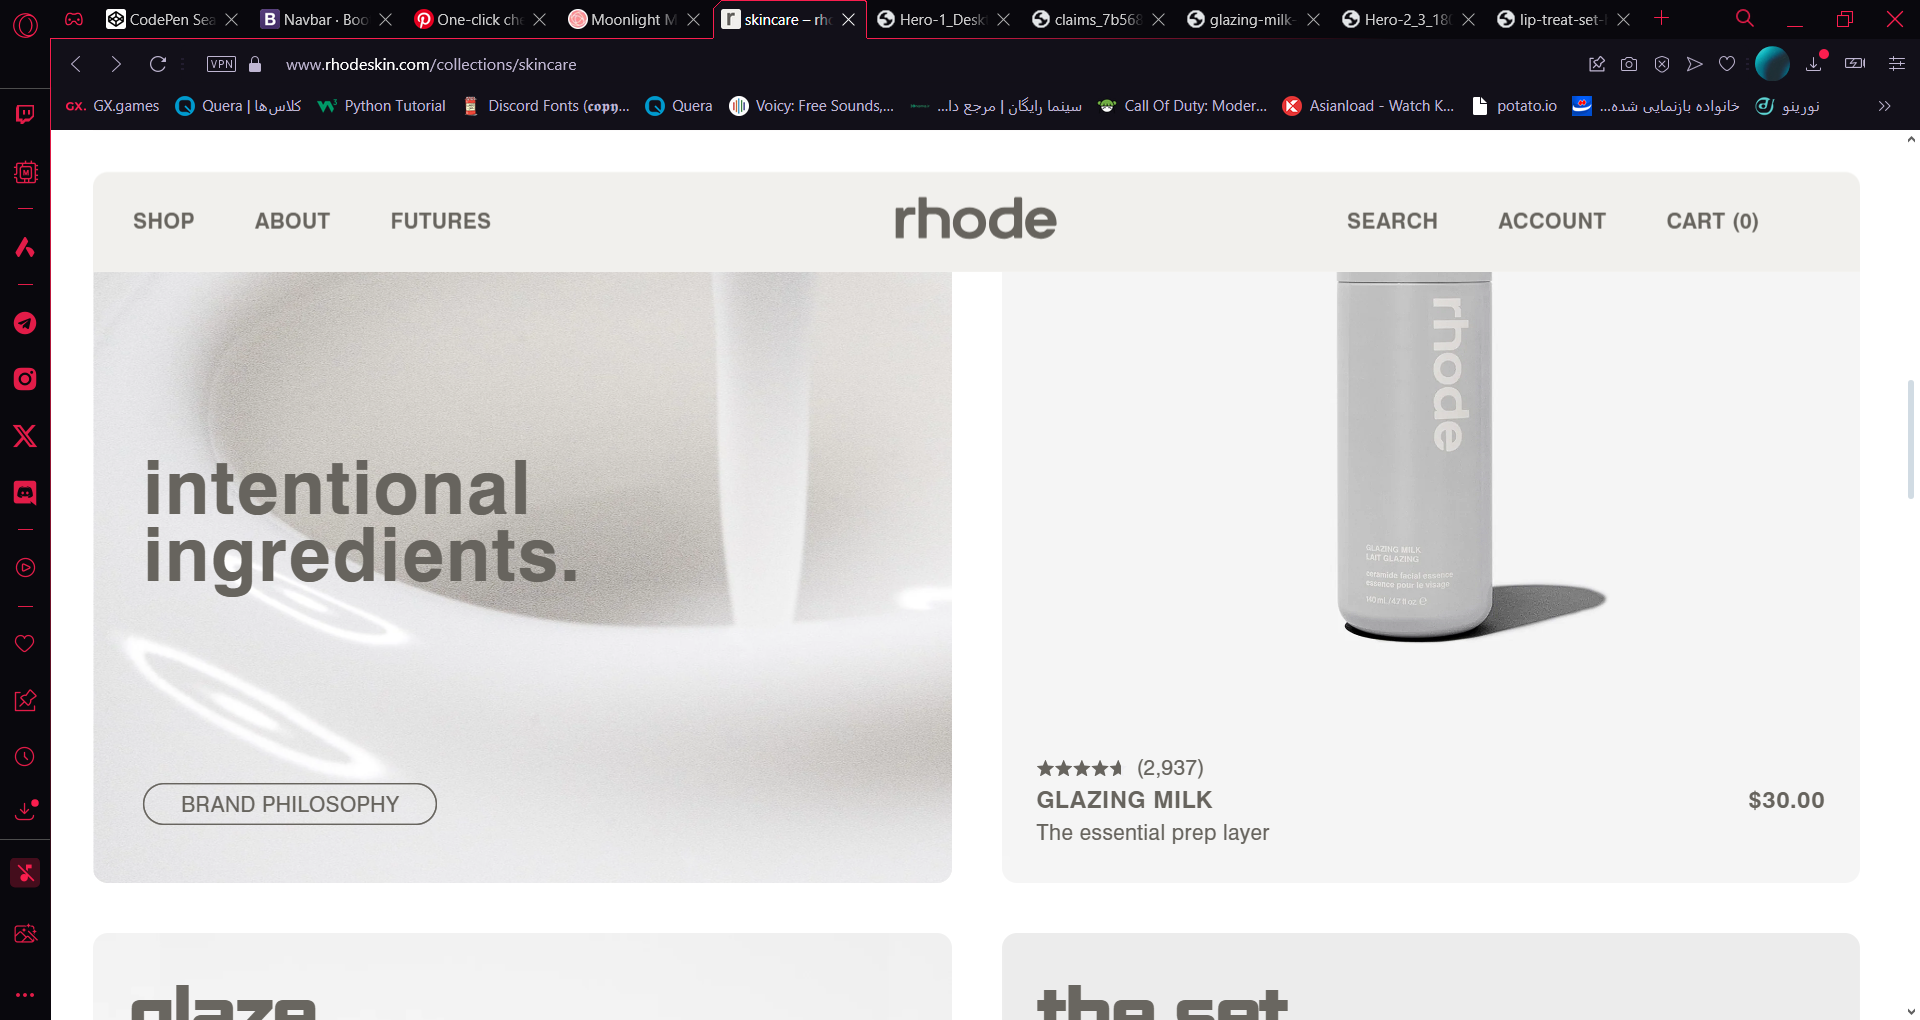 CodePen Sea
Navbar · Boo
One-click che
Moonlight M
skincare – rho
Hero-1_Desk
claims_7b568
glazing-milk-
Hero-2_3_180
lip-treat-set-
VPN
www.rhodeskin.com/collections/skincare
GX.games
Quera | کلاس‌ها
Python Tutorial
Discord Fonts (𝖈𝖔𝖕𝖞...
Quera
Voicy: Free Sounds,...
سینما رایگان | مرجع دا...
Call Of Duty: Moder...
Asianload - Watch K...
potato.io
خانواده بازنمایی شده...
نورینو
SHOP
ABOUT
FUTURES
rhode
SEARCH
ACCOUNT
CART (0)
intentional
ingredients.
BRAND PHILOSOPHY
rhode
GLAZING MILK
LAIT GLAZING
ceramide facial essence
essence pour le visage
140 mL / 4.7 fl oz. ℮
(2,937)
GLAZING MILK
$30.00
The essential prep layer
glaze
the set